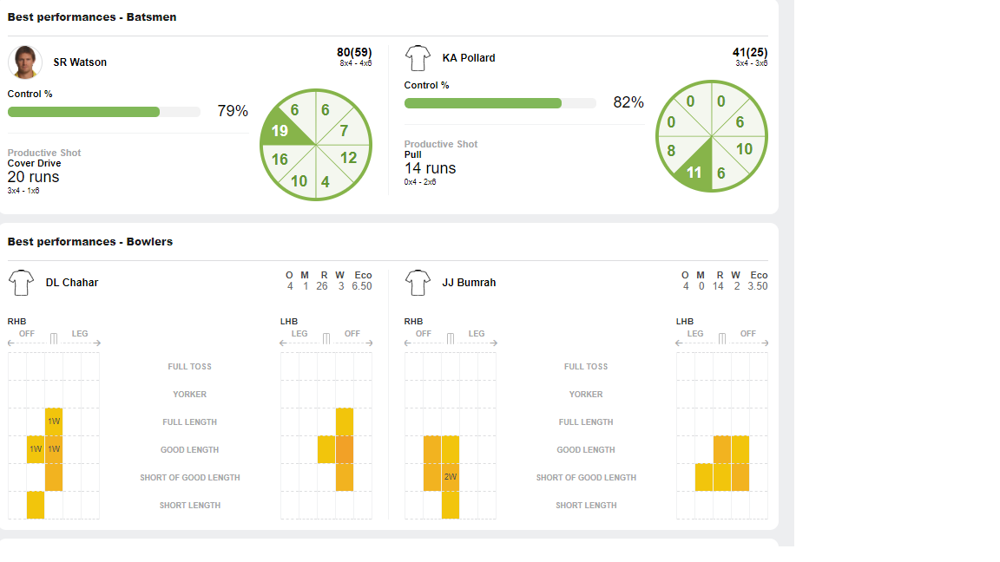 Best performances - Batsmen
SR Watson
80(59)
8x4 - 4x6
Control %
79%
Productive Shot
Cover Drive
20 runs
3x4 - 1x6
6 6
19 7
16 12
10 4
KA Pollard
41(25)
3x4 - 3x6
Control %
82%
Productive Shot
Pull
14 runs
0x4 - 2x6
0 0
0 6
8 10
11 6
Best performances - Bowlers
DL Chahar
O M R W Eco
4 1 26 3 6.50
RHB
OFF LEG
LHB
LEG OFF
FULL TOSS
YORKER
1W FULL LENGTH
1W 1W GOOD LENGTH
SHORT OF GOOD LENGTH
SHORT LENGTH
JJ Bumrah
O M R W Eco
4 0 14 2 3.50
RHB
OFF LEG
LHB
LEG OFF
FULL TOSS
YORKER
FULL LENGTH
GOOD LENGTH
2W SHORT OF GOOD LENGTH
SHORT LENGTH